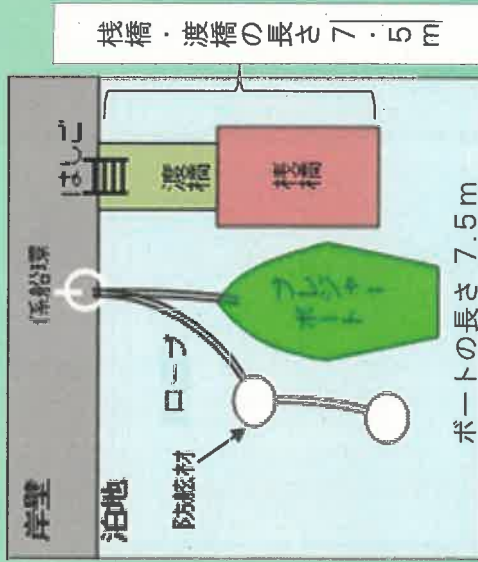 桟橋・渡橋の長さ7.5m
岸壁
係船環
はしご
泊地
ロープ
防舷材
渡橋
桟橋
プレジャー
ボート
ボートの長さ 7.5m